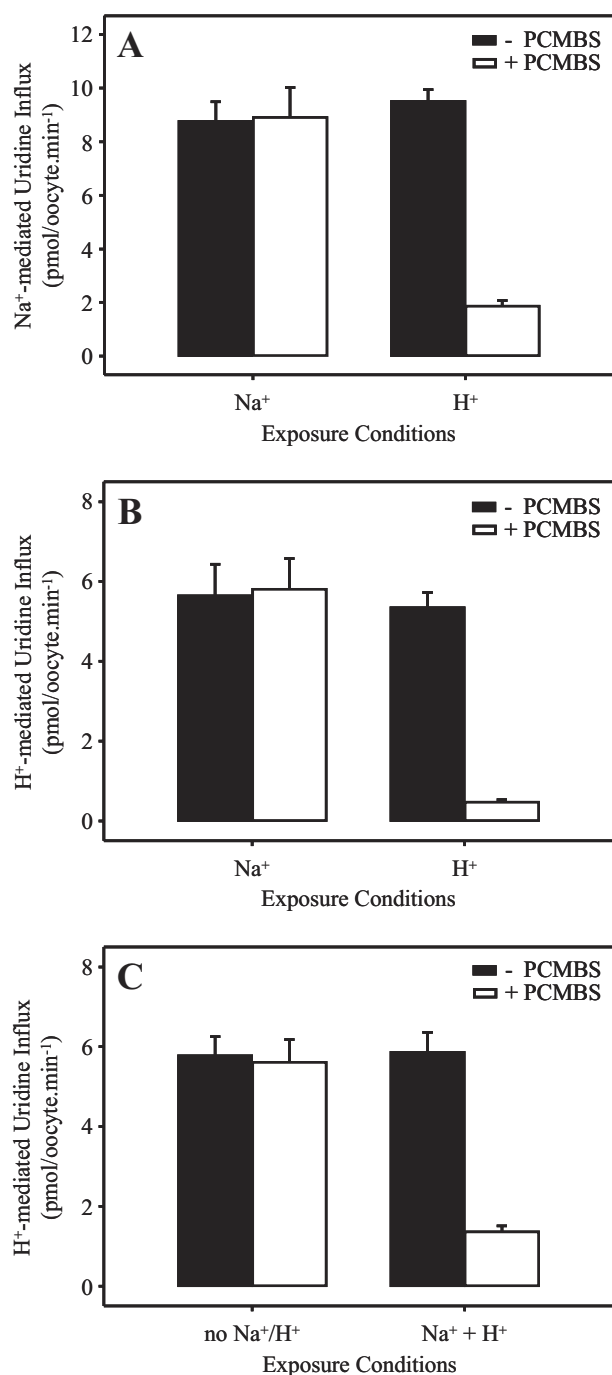 A
- PCMBS
+ PCMBS
12
10
8
6
4
2
0
Na⁺-mediated Uridine Influx
(pmol/oocyte.min⁻¹)
Na⁺
H⁺
Exposure Conditions
B
- PCMBS
+ PCMBS
8
6
4
2
0
H⁺-mediated Uridine Influx
(pmol/oocyte.min⁻¹)
Na⁺
H⁺
Exposure Conditions
C
- PCMBS
+ PCMBS
8
6
4
2
0
H⁺-mediated Uridine Influx
(pmol/oocyte.min⁻¹)
no Na⁺/H⁺
Na⁺ + H⁺
Exposure Conditions